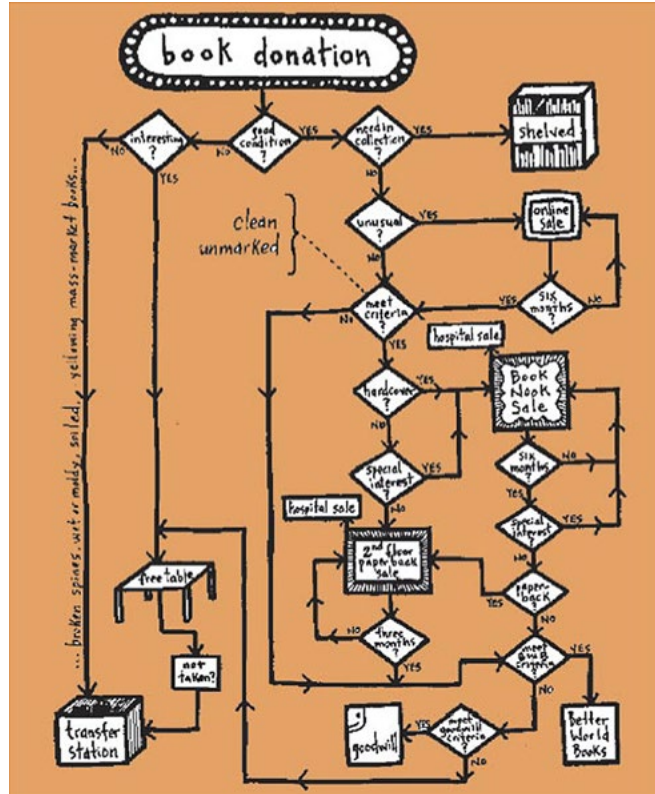 book donation
interesting
?
good
condition
?
need in
collection
?
shelved
NO
NO
YES
YES
YES
NO
unusual
?
YES
NO
online
sale
clean
unmarked
meet
criteria
?
NO
YES
YES
six
months
?
NO
hospital sale
hardcover
?
YES
NO
Book
Nook
Sale
special
interest
?
YES
NO
six
months
?
NO
YES
hospital sale
special
interest
?
YES
NO
2nd floor
paperback
sale
paper-
back
?
YES
NO
free table
three
months
?
NO
YES
meet
BWB
criteria
?
YES
NO
not
taken?
transfer
station
goodwill
YES
meet
goodwill
criteria
?
NO
Better
World
Books
... broken spines, wet or moldy, soiled, yellowing mass-market books...